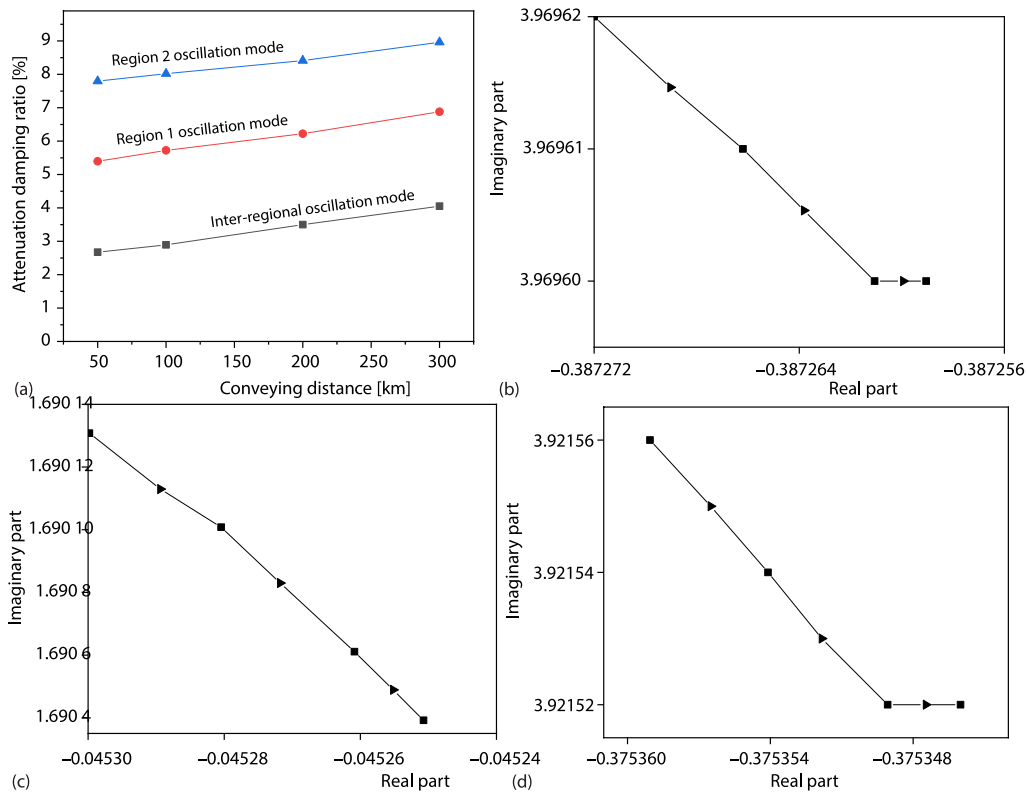 Attenuation damping ratio [%]
9
8
7
6
5
4
3
2
1
0
Region 2 oscillation mode
Region 1 oscillation mode
Inter-regional oscillation mode
50 100 150 200 250 300
(a) Conveying distance [km]
Imaginary part
3.96962
3.96961
3.96960
−0.387272 −0.387264 −0.387256
(b) Real part
Imaginary part
1.690 14
1.690 12
1.690 10
1.690 8
1.690 6
1.690 4
−0.04530 −0.04528 −0.04526 −0.04524
(c) Real part
Imaginary part
3.92156
3.92154
3.92152
−0.375360 −0.375354 −0.375348
(d) Real part